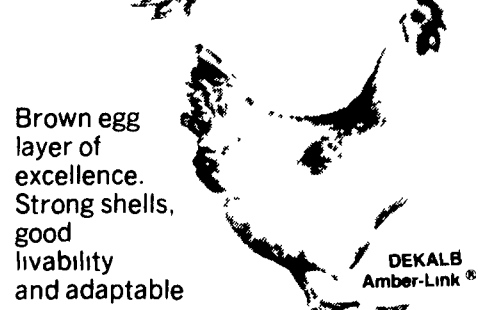 Brown egg
layer of
excellence.
Strong shells,
good
livability
and adaptable
DEKALB
Amber-Link ®